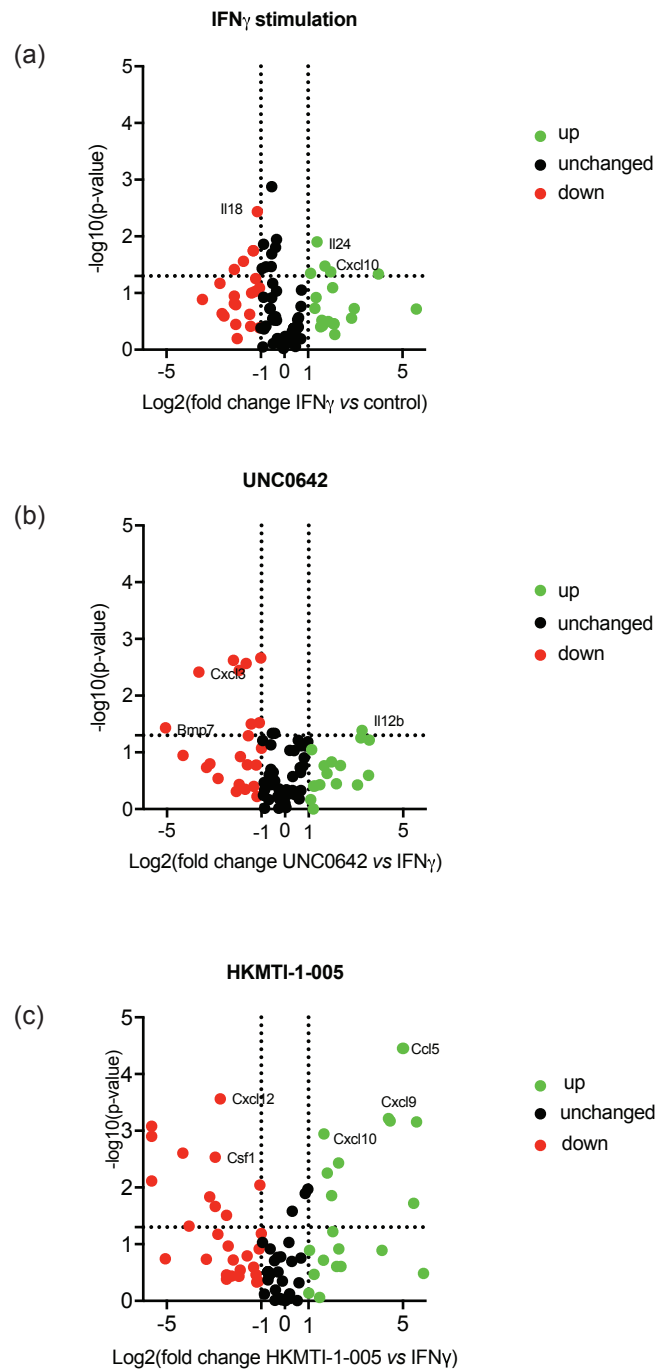 IFNγ stimulation
(a)
5
4
3
2
1
0
-log10(p-value)
Il18
Il24
Cxcl10
up
unchanged
down
-5
-1
0
1
5
Log2(fold change IFNγ vs control)
UNC0642
(b)
5
4
3
2
1
0
-log10(p-value)
Cxcl3
Bmp7
Il12b
up
unchanged
down
-5
-1
0
1
5
Log2(fold change UNC0642 vs IFNγ)
HKMTI-1-005
(c)
5
4
3
2
1
0
-log10(p-value)
Ccl5
Cxcl12
Cxcl9
Cxcl10
Csf1
up
unchanged
down
-5
-1
0
1
5
Log2(fold change HKMTI-1-005 vs IFNγ)